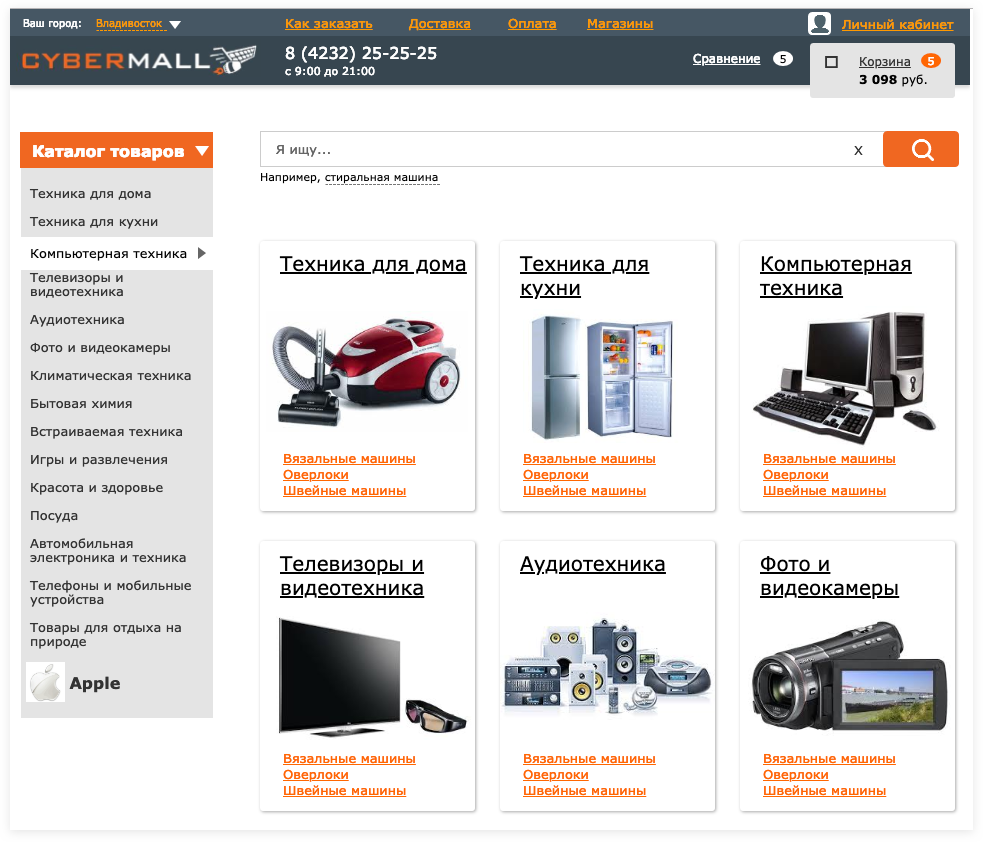 Ваш город: Владивосток
Как заказать Доставка Оплата Магазины
Личный кабинет
CYBERMALL
8 (4232) 25-25-25
с 9:00 до 21:00
Сравнение 5
Корзина 5
3 098 руб.
Каталог товаров
Техника для дома
Техника для кухни
Компьютерная техника
Телевизоры и
видеотехника
Аудиотехника
Фото и видеокамеры
Климатическая техника
Бытовая химия
Встраиваемая техника
Игры и развлечения
Красота и здоровье
Посуда
Автомобильная
электроника и техника
Телефоны и мобильные
устройства
Товары для отдыха на
природе
Apple
Я ищу... X
Например, стиральная машина
Техника для дома
Вязальные машины
Оверлоки
Швейные машины
Техника для
кухни
Вязальные машины
Оверлоки
Швейные машины
Компьютерная
техника
Вязальные машины
Оверлоки
Швейные машины
Телевизоры и
видеотехника
Вязальные машины
Оверлоки
Швейные машины
Аудиотехника
Вязальные машины
Оверлоки
Швейные машины
Фото и
видеокамеры
Вязальные машины
Оверлоки
Швейные машины